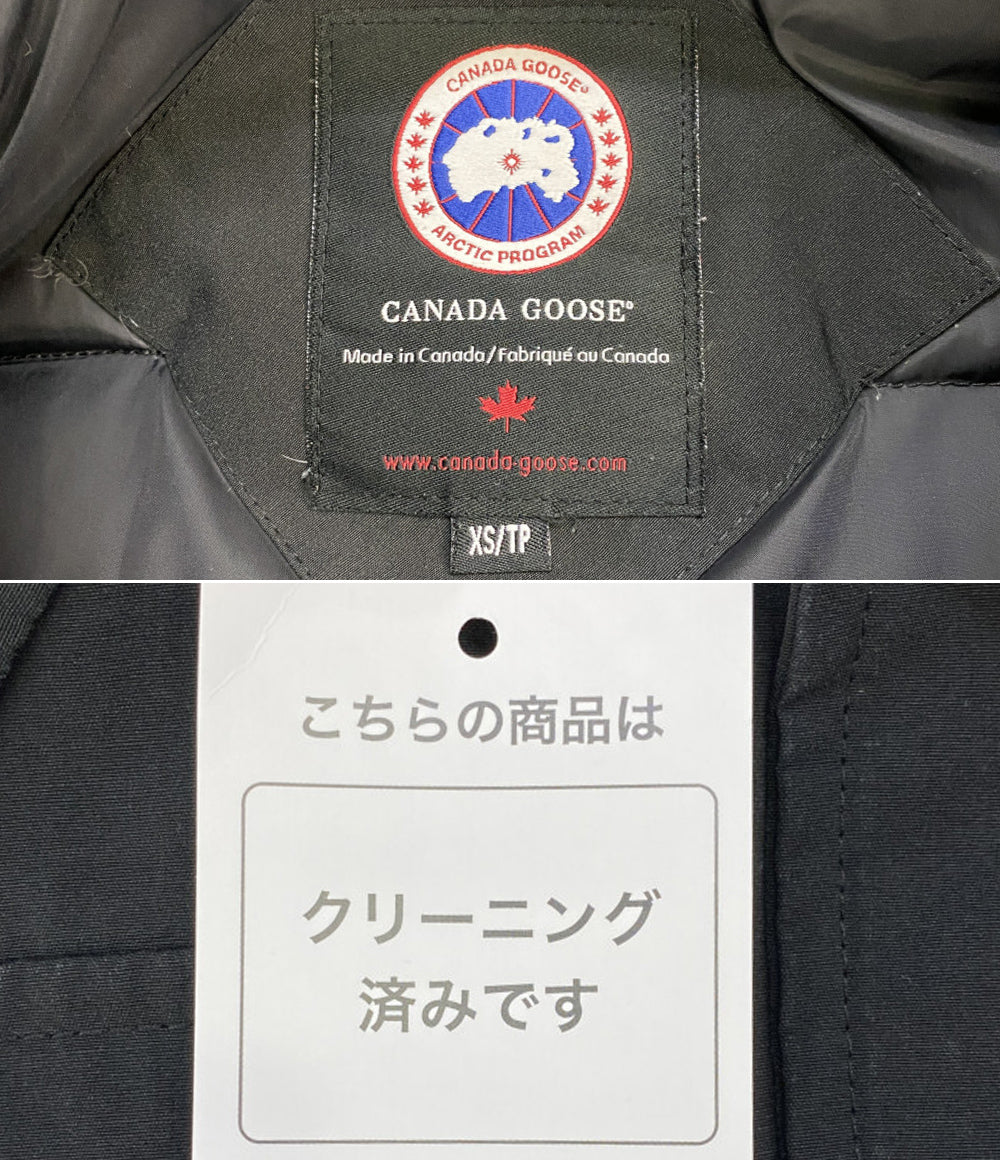 CANADA GOOSE®
ARCTIC PROGRAM
CANADA GOOSE®
Made in Canada/Fabriqué au Canada
www.canada-goose.com
XS/TP
こちらの商品は
クリーニング
済みです